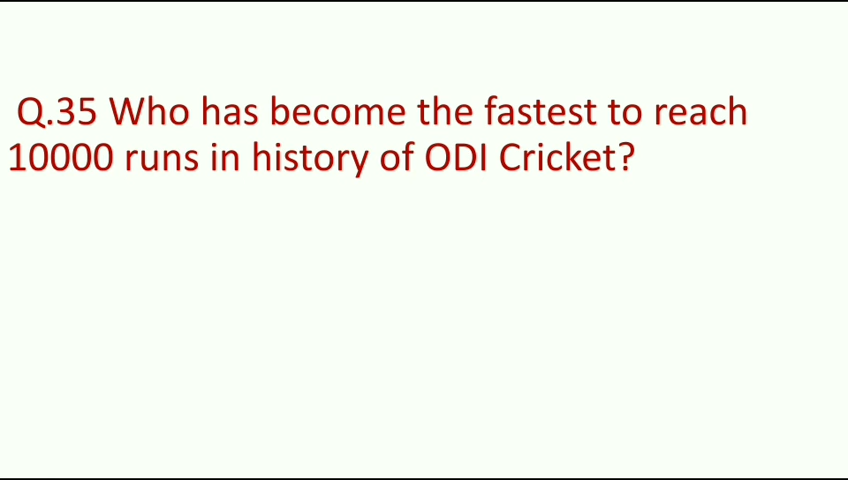 Q.35 Who has become the fastest to reach
10000 runs in history of ODI Cricket?